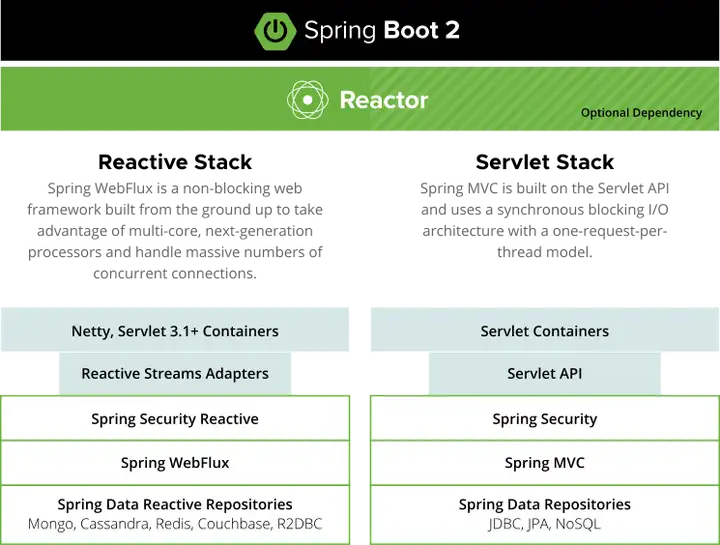 Spring Boot 2
Reactor
Optional Dependency
Reactive Stack
Spring WebFlux is a non-blocking web
framework built from the ground up to take
advantage of multi-core, next-generation
processors and handle massive numbers of
concurrent connections.
Servlet Stack
Spring MVC is built on the Servlet API
and uses a synchronous blocking I/O
architecture with a one-request-per-
thread model.
Netty, Servlet 3.1+ Containers
Reactive Streams Adapters
Spring Security Reactive
Spring WebFlux
Spring Data Reactive Repositories
Mongo, Cassandra, Redis, Couchbase, R2DBC
Servlet Containers
Servlet API
Spring Security
Spring MVC
Spring Data Repositories
JDBC, JPA, NoSQL